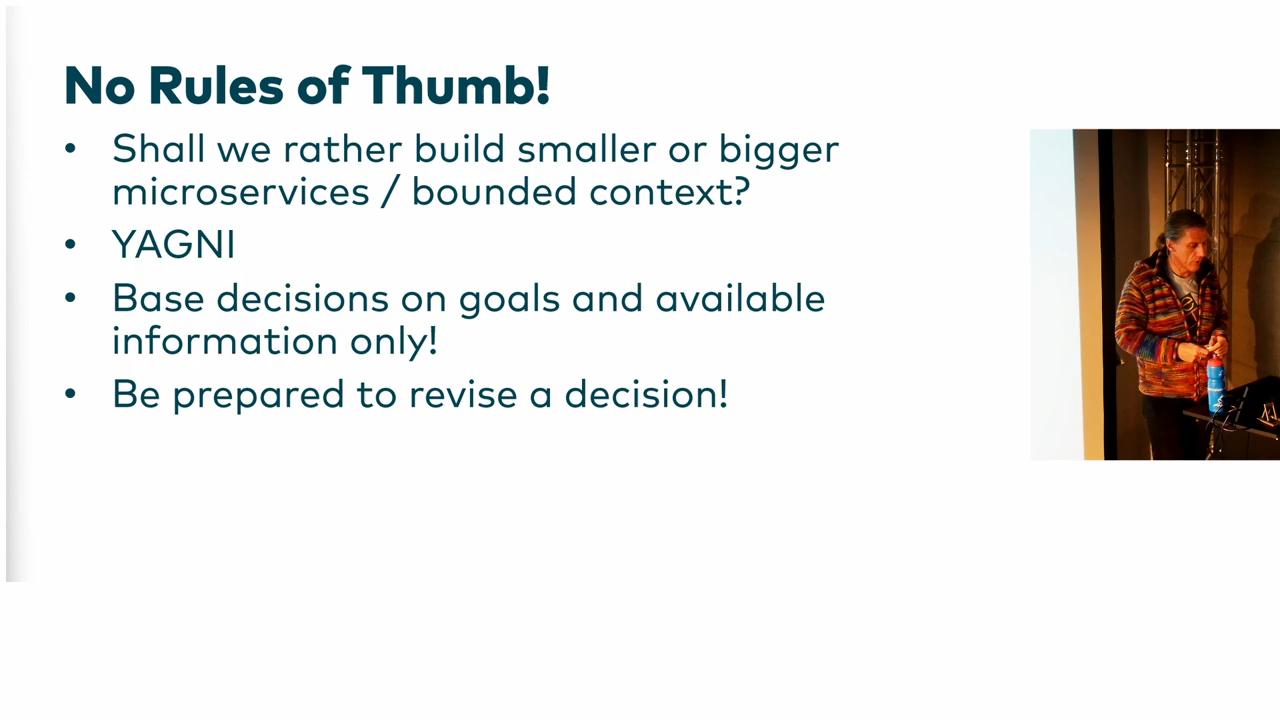 No Rules of Thumb!
• Shall we rather build smaller or bigger
microservices / bounded context?
• YAGNI
• Base decisions on goals and available
information only!
• Be prepared to revise a decision!